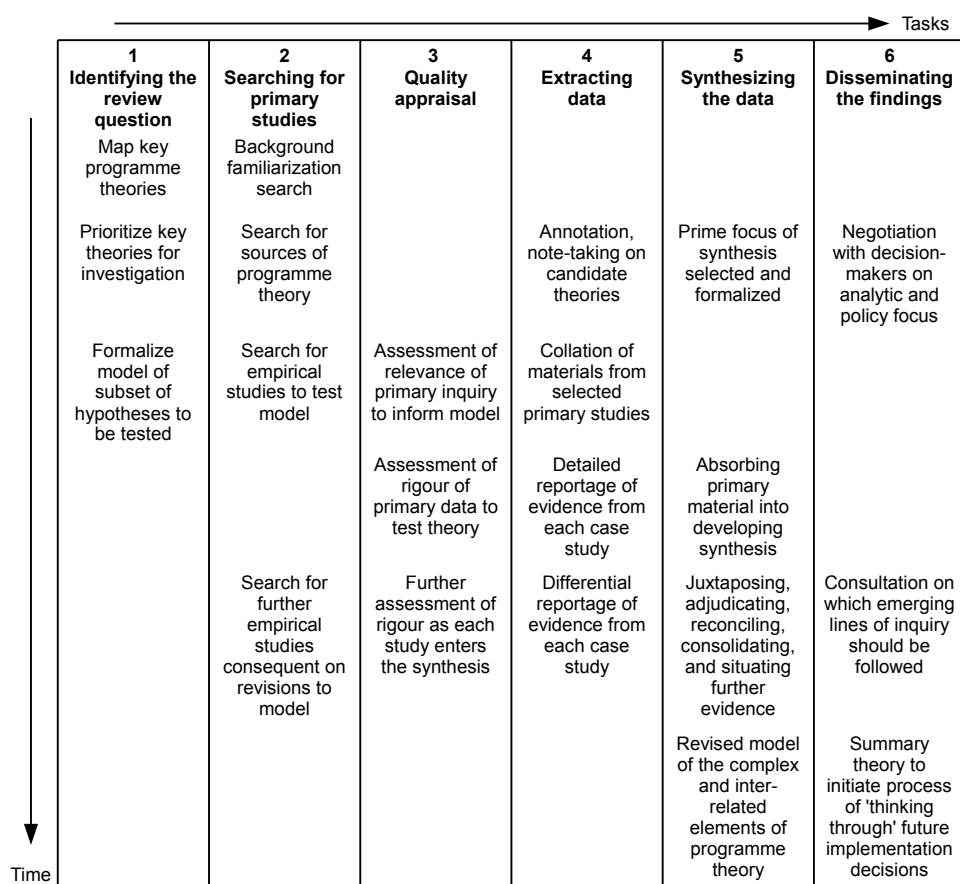 Tasks
1
Identifying the
review
question
2
Searching for
primary
studies
3
Quality
appraisal
4
Extracting
data
5
Synthesizing
the data
6
Disseminating
the findings
Map key
programme
theories
Background
familiarization
search
Prioritize key
theories for
investigation
Search for
sources of
programme
theory
Annotation,
note-taking on
candidate
theories
Prime focus of
synthesis
selected and
formalized
Negotiation
with decision-
makers on
analytic and
policy focus
Formalize
model of
subset of
hypotheses to
be tested
Search for
empirical
studies to test
model
Assessment of
relevance of
primary inquiry
to inform model
Collation of
materials from
selected
primary studies
Assessment of
rigour of
primary data to
test theory
Detailed
reportage of
evidence from
each case
study
Absorbing
primary
material into
developing
synthesis
Search for
further
empirical
studies
consequent on
revisions to
model
Further
assessment of
rigour as each
study enters
the synthesis
Differential
reportage of
evidence from
each case
study
Juxtaposing,
adjudicating,
reconciling,
consolidating,
and situating
further
evidence
Consultation on
which emerging
lines of inquiry
should be
followed
Revised model
of the complex
and inter-
related
elements of
programme
theory
Summary
theory to
initiate process
of 'thinking
through' future
implementation
decisions
Time